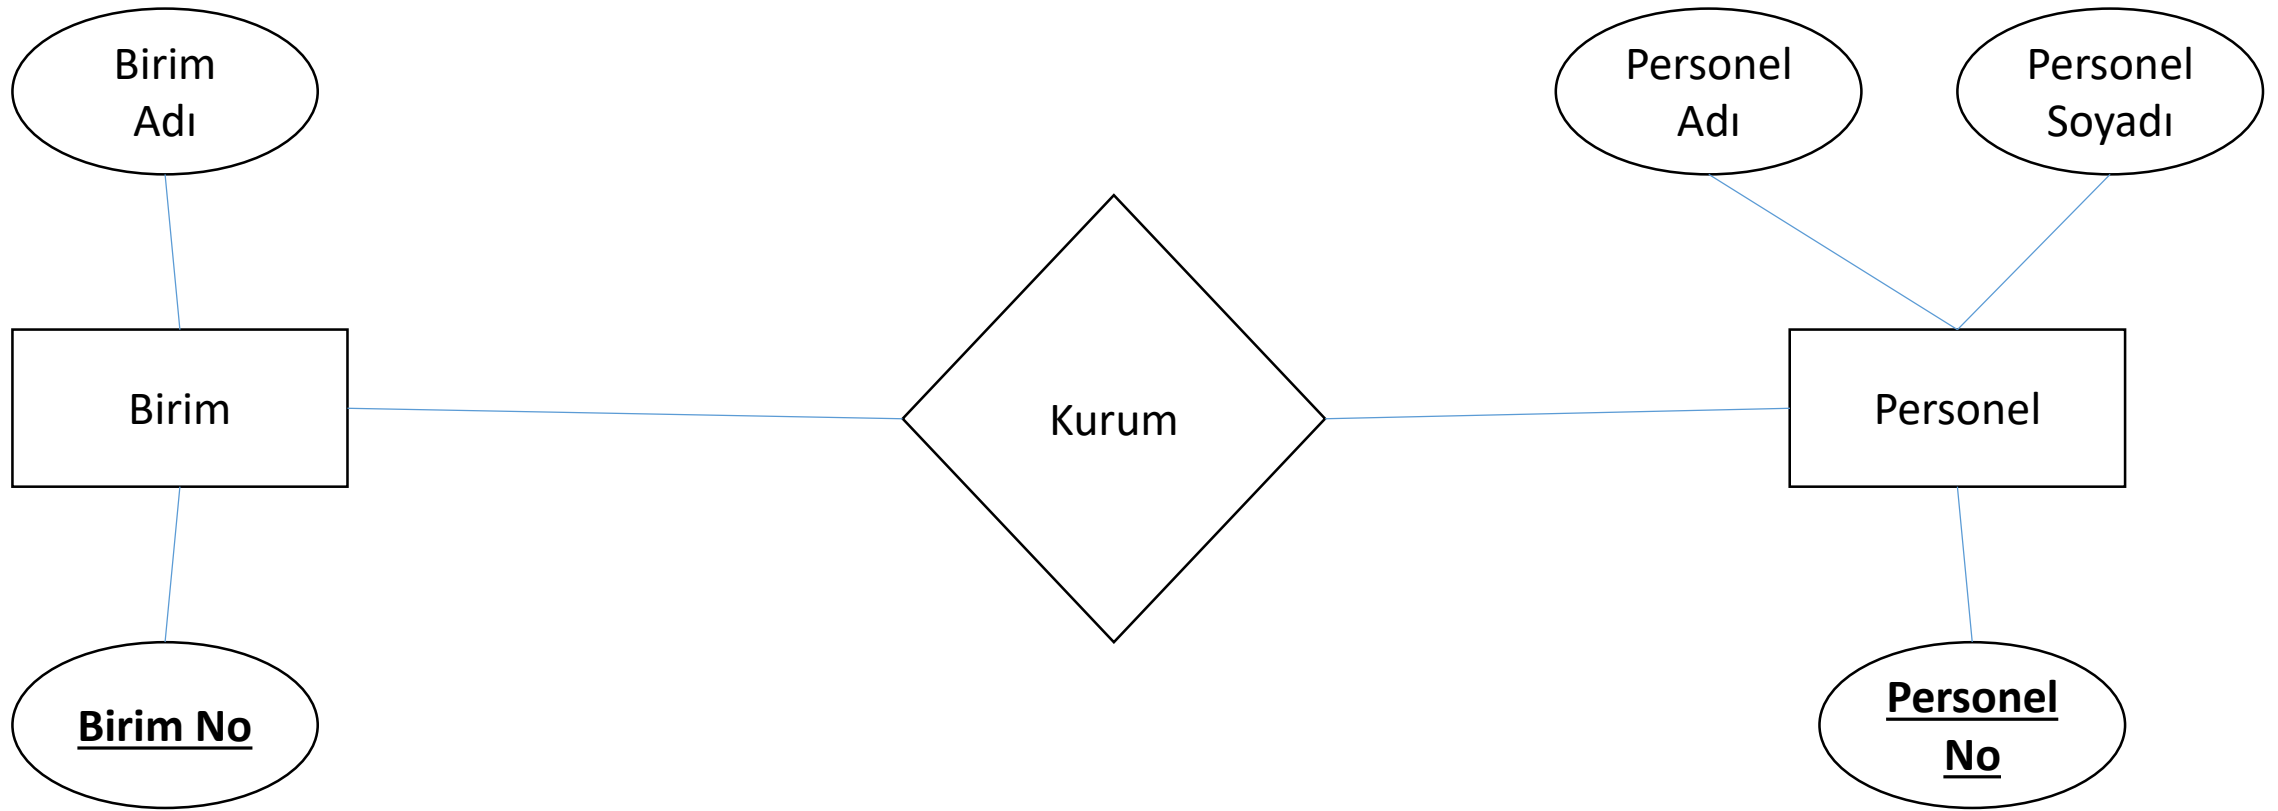 Birim
Adı
Personel
Adı
Personel
Soyadı
Birim
Kurum
Personel
Birim No
Personel
No